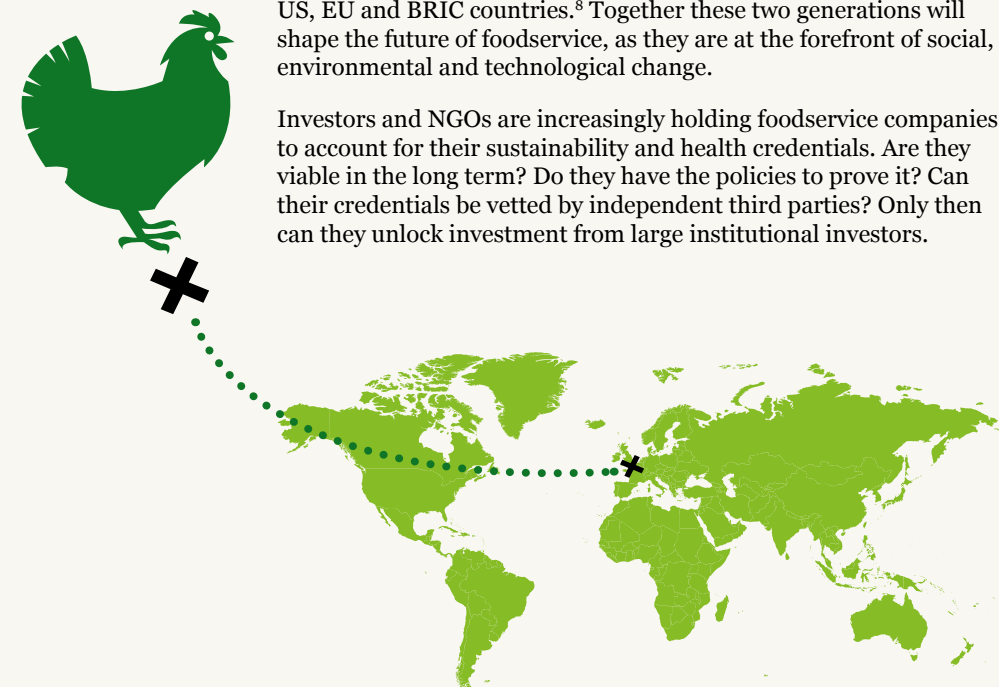 US, EU and BRIC countries.⁸ Together these two generations will
shape the future of foodservice, as they are at the forefront of social,
environmental and technological change.
Investors and NGOs are increasingly holding foodservice companies
to account for their sustainability and health credentials. Are they
viable in the long term? Do they have the policies to prove it? Can
their credentials be vetted by independent third parties? Only then
can they unlock investment from large institutional investors.